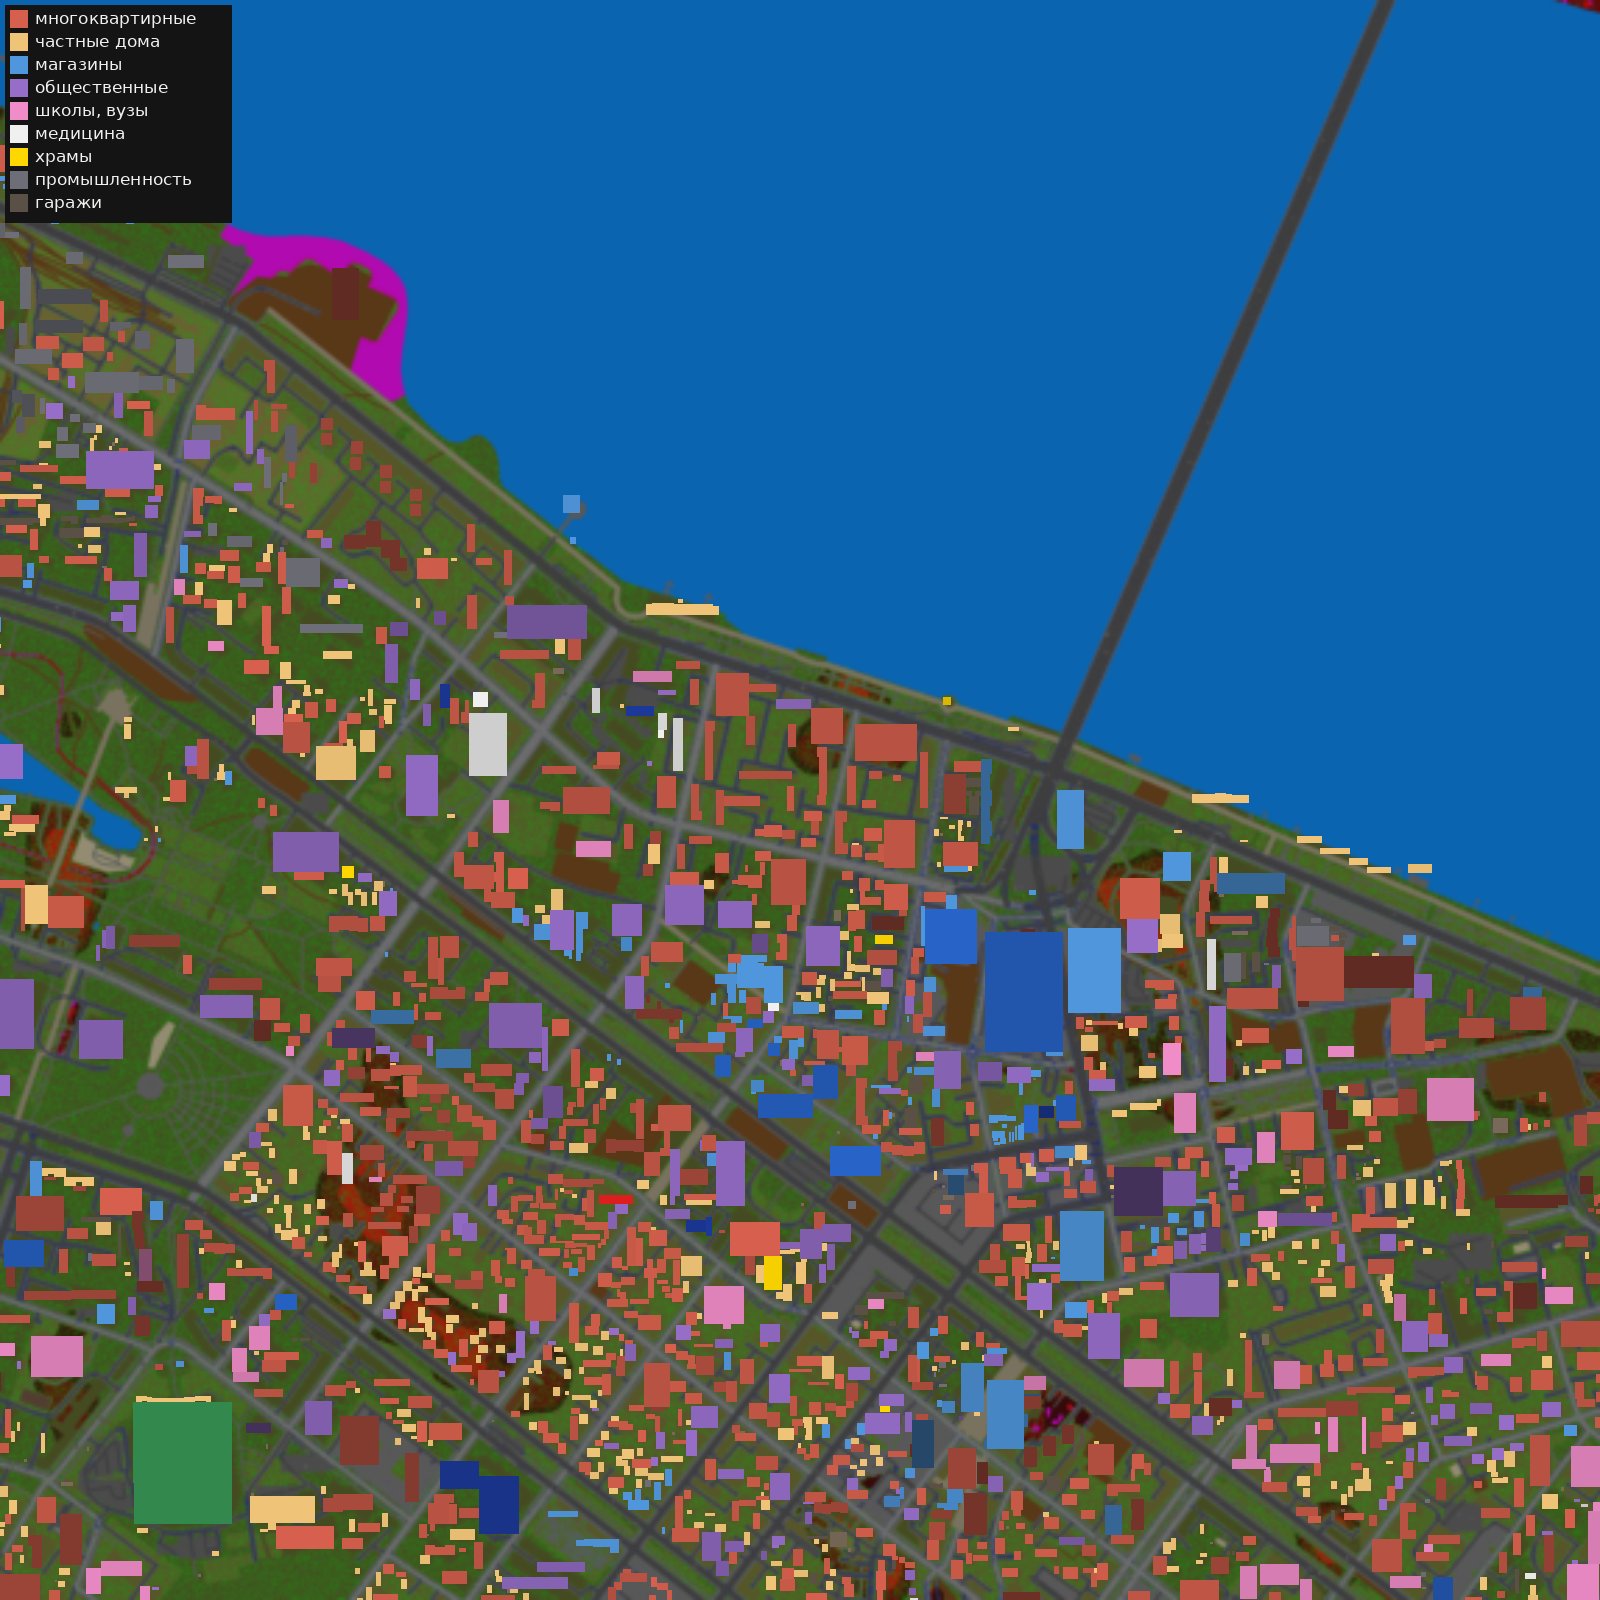 многоквартирные
частные дома
магазины
общественные
школы, вузы
медицина
храмы
промышленность
гаражи